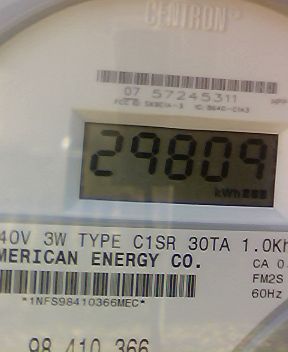 CENTRON®
07 57245311
29809
kWh
40V 3W TYPE C1SR 30TA 1.0Kh
MERICAN ENERGY CO.
CA 0.
FM2S
60Hz
*1NFS98410366MEC*
98 410 366